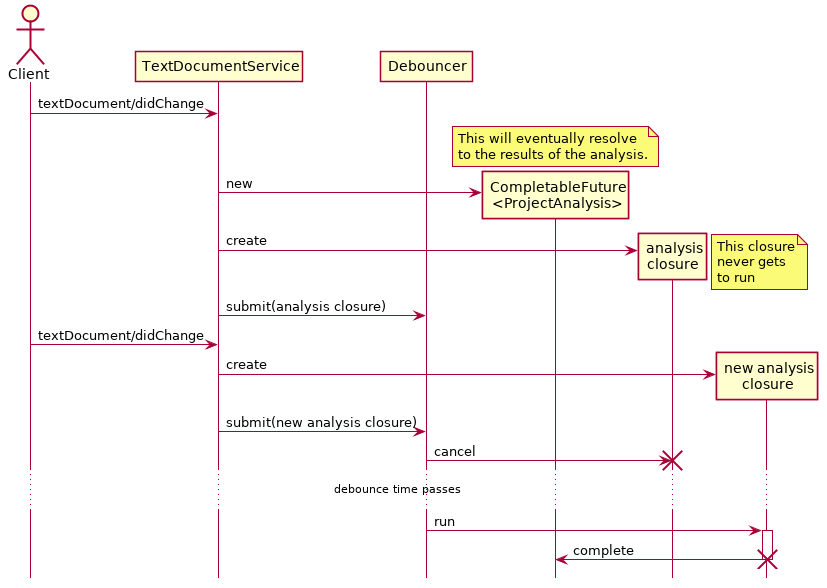 Client
TextDocumentService
Debouncer
textDocument/didChange
This will eventually resolve
to the results of the analysis.
new
CompletableFuture
<ProjectAnalysis>
create
analysis
closure
This closure
never gets
to run
submit(analysis closure)
textDocument/didChange
create
new analysis
closure
submit(new analysis closure)
cancel
debounce time passes
run
complete